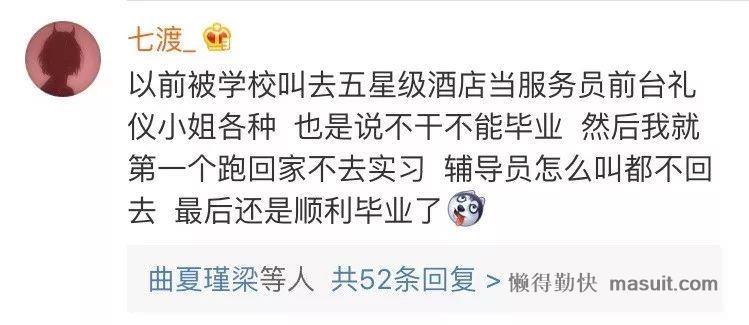 七渡_
以前被学校叫去五星级酒店当服务员前台礼
仪小姐各种 也是说不干不能毕业 然后我就
第一个跑回家不去实习 辅导员怎么叫都不回
去 最后还是顺利毕业了
曲夏瑾梁等人 共52条回复 > 懒得勤快 masuit.com